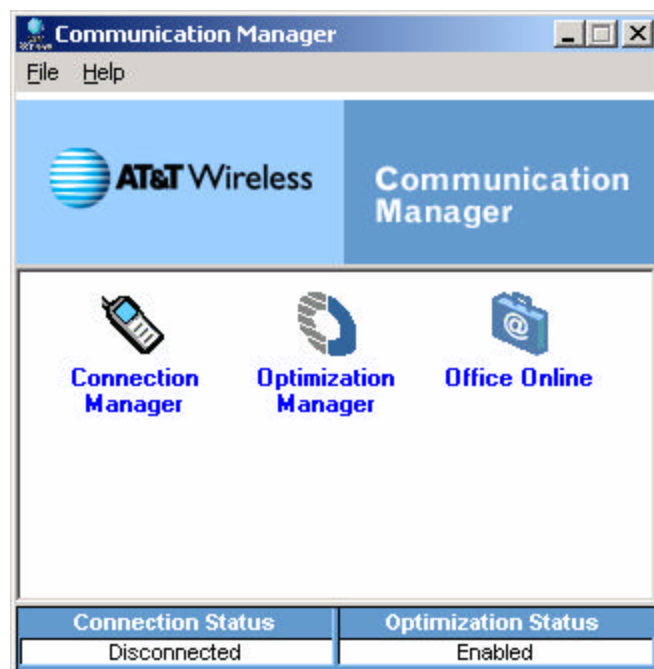 Communication Manager
File Help
AT&T Wireless
Communication
Manager
@
Connection
Manager
Optimization
Manager
Office Online
Connection Status
Optimization Status
Disconnected
Enabled